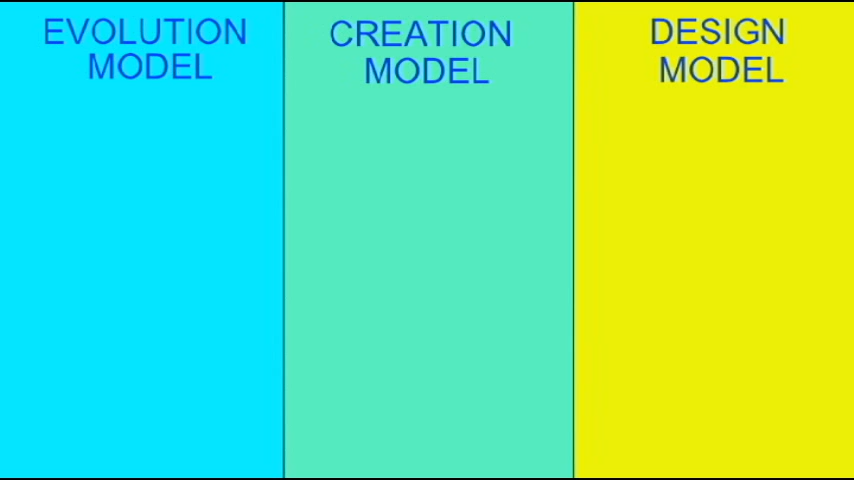 EVOLUTION
MODEL
CREATION
MODEL
DESIGN
MODEL